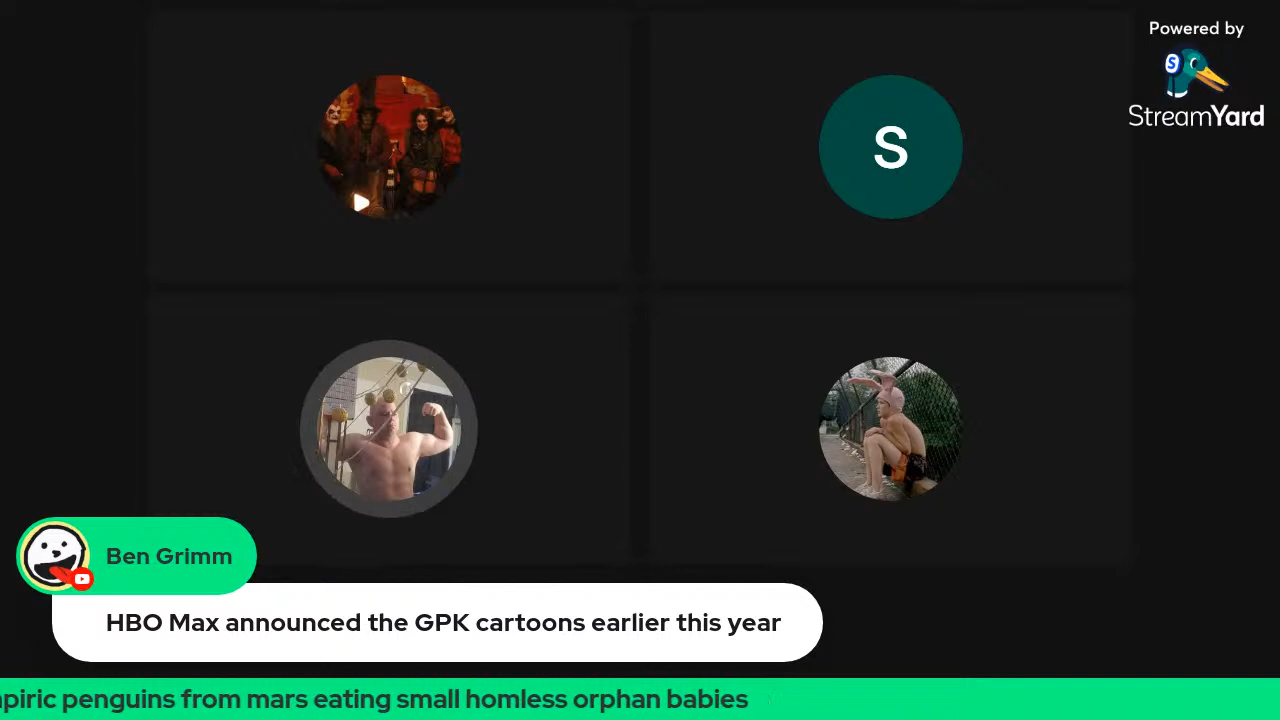 Powered by
StreamYard
S
Ben Grimm
HBO Max announced the GPK cartoons earlier this year
piric penguins from mars eating small homless orphan babies